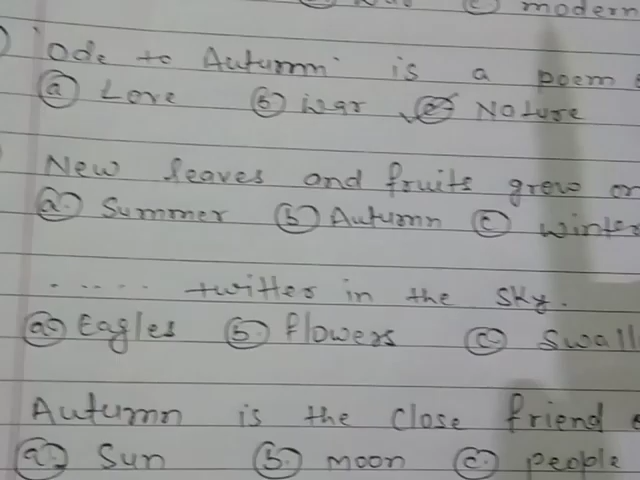 (c) modern
'Ode to Autumn' is a poem
(a) Love (b) war (c) Nature
New leaves and fruits grew on
(a) Summer (b) Autumn (c) winter
..... twitter in the sky.
(a) Eagles (b) flowers (c) Swall
Autumn is the close friend
(a) Sun (b) moon (c) people